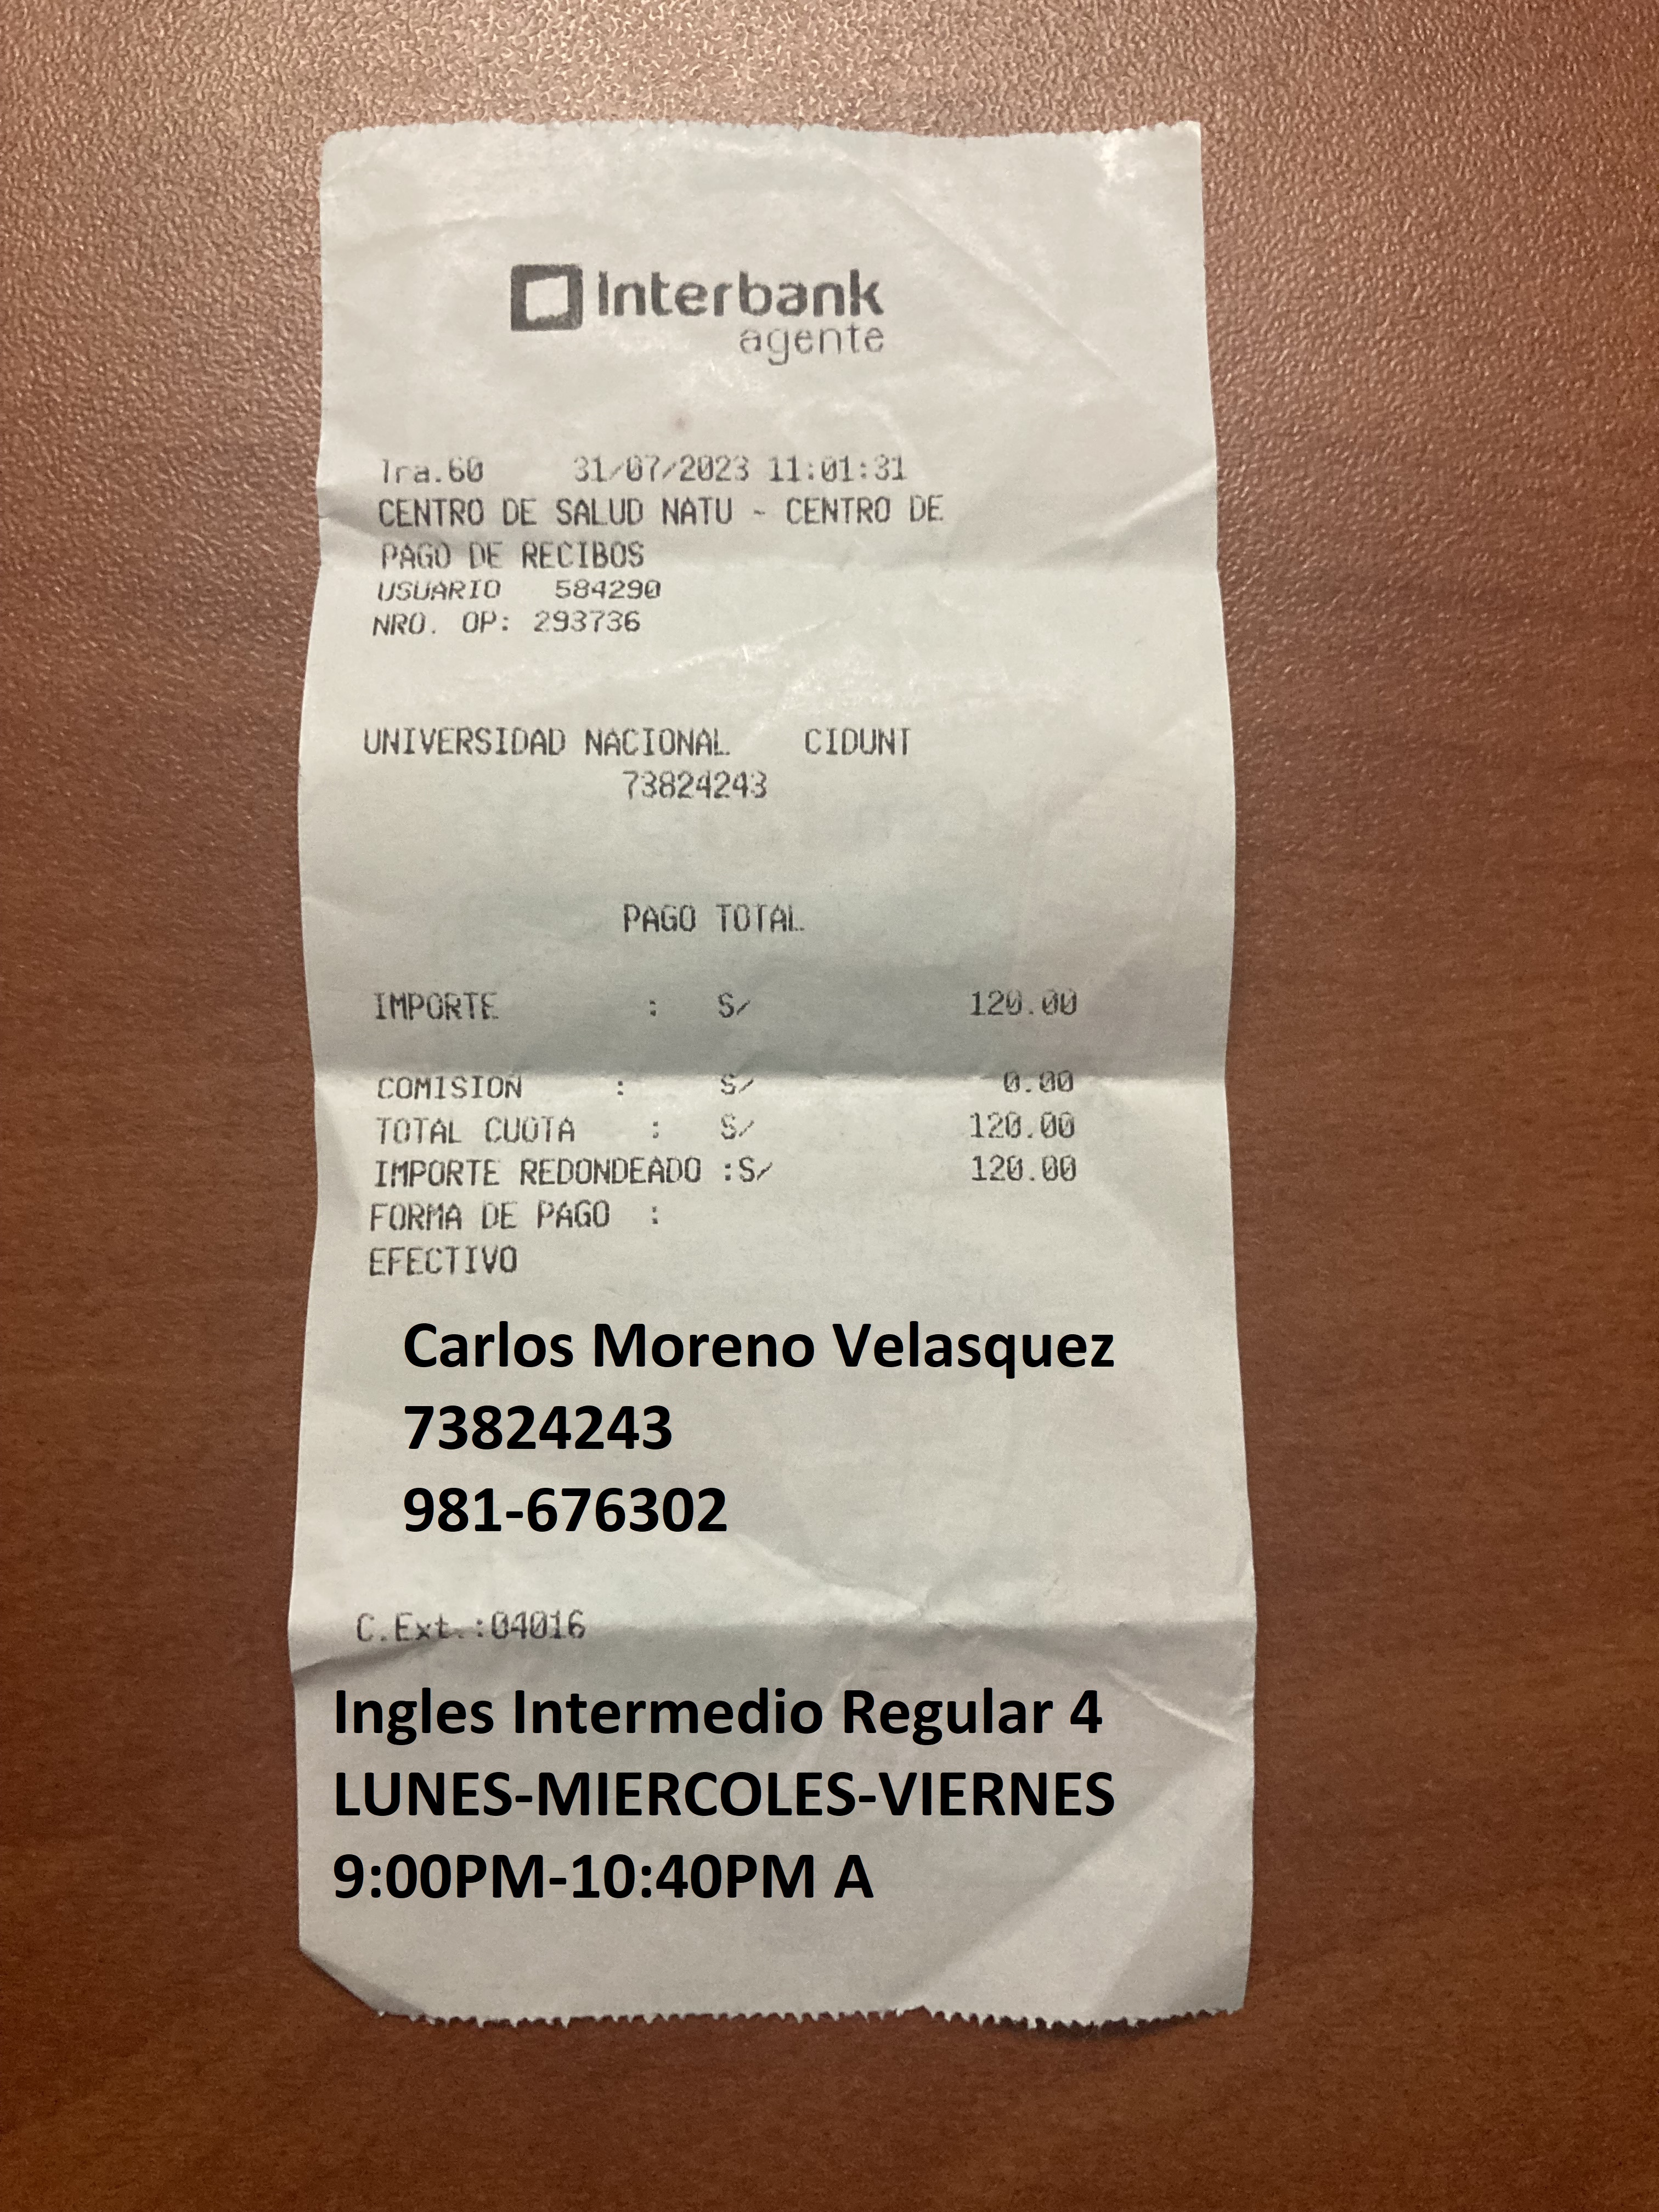 Interbank
agente
Tra.60 31/07/2023 11:01:31
CENTRO DE SALUD NATU - CENTRO DE
PAGO DE RECIBOS
USUARIO 584290
NRO. OP: 293736
UNIVERSIDAD NACIONAL CIDUNT
73824243
PAGO TOTAL
IMPORTE : S/ 120.00
COMISION : S/ 0.00
TOTAL CUOTA : S/ 120.00
IMPORTE REDONDEADO :S/ 120.00
FORMA DE PAGO :
EFECTIVO
Carlos Moreno Velasquez
73824243
981-676302
C.Ext.:04016
Ingles Intermedio Regular 4
LUNES-MIERCOLES-VIERNES
9:00PM-10:40PM A